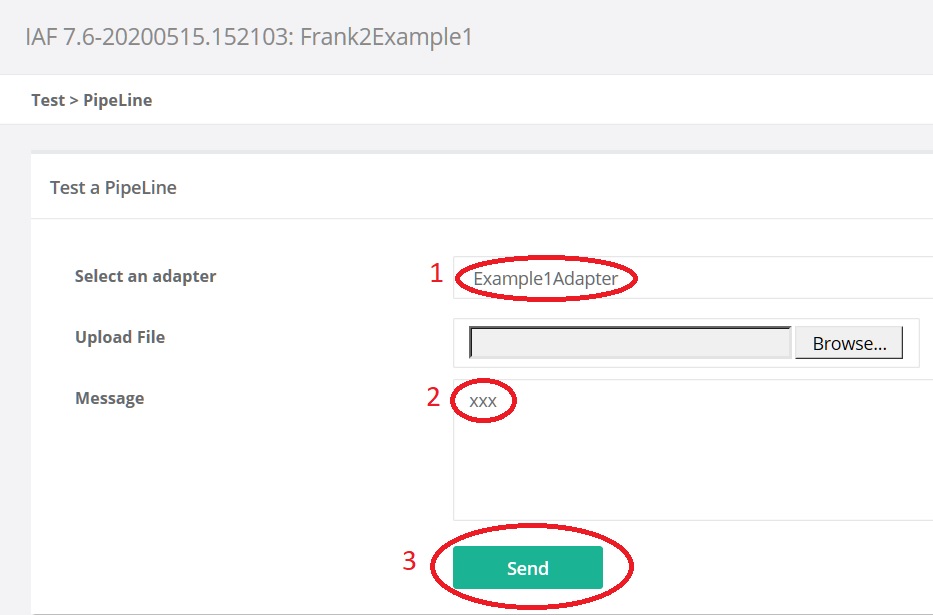 IAF 7.6-20200515.152103: Frank2Example1
Test > PipeLine
Test a PipeLine
Select an adapter 1 Example1Adapter
Upload File Browse...
Message 2 xxx
3 Send